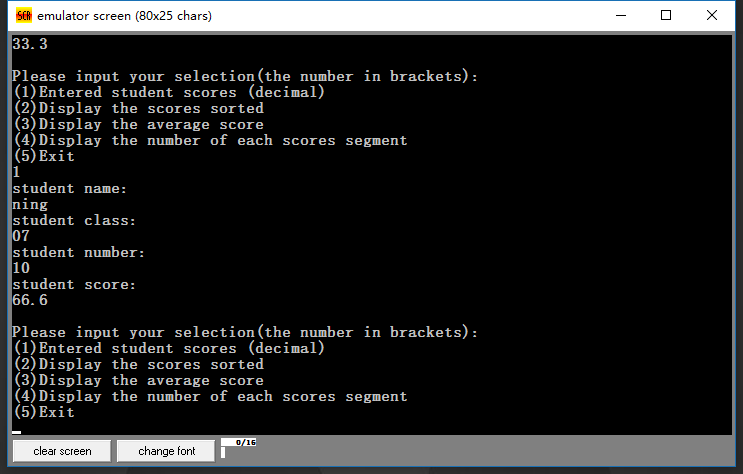 SCR emulator screen (80x25 chars)
33.3
Please input your selection(the number in brackets):
(1)Entered student scores (decimal)
(2)Display the scores sorted
(3)Display the average score
(4)Display the number of each scores segment
(5)Exit
1
student name:
ning
student class:
07
student number:
10
student score:
66.6
Please input your selection(the number in brackets):
(1)Entered student scores (decimal)
(2)Display the scores sorted
(3)Display the average score
(4)Display the number of each scores segment
(5)Exit
clear screen change font 0/16